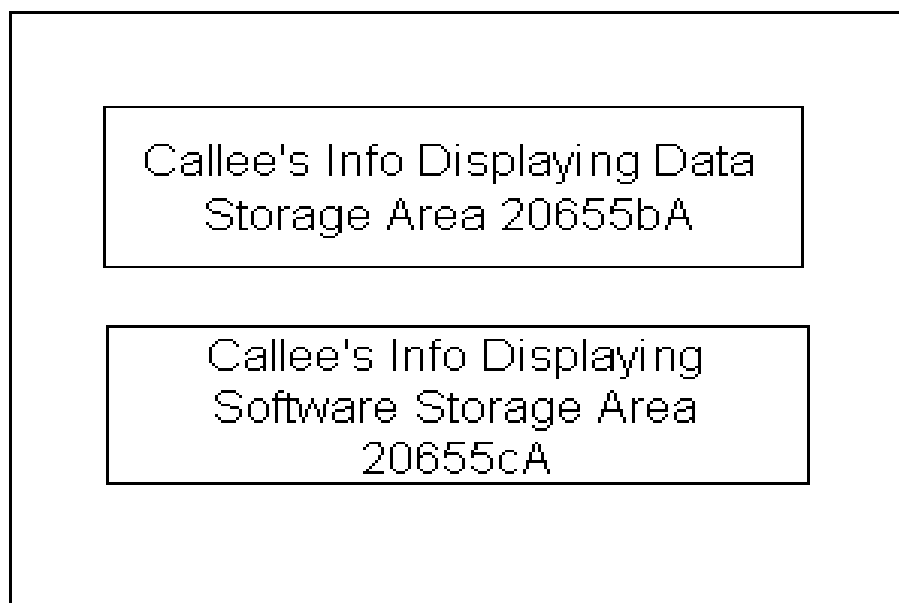 Callee's Info Displaying Data
Storage Area 20655bA
Callee's Info Displaying
Software Storage Area
20655cA